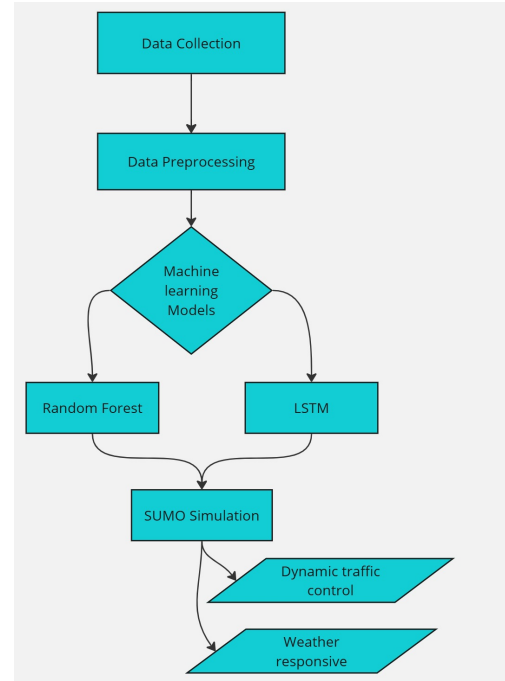 Data Collection
Data Preprocessing
Machine
learning
Models
Random Forest
LSTM
SUMO Simulation
Dynamic traffic
control
Weather
responsive